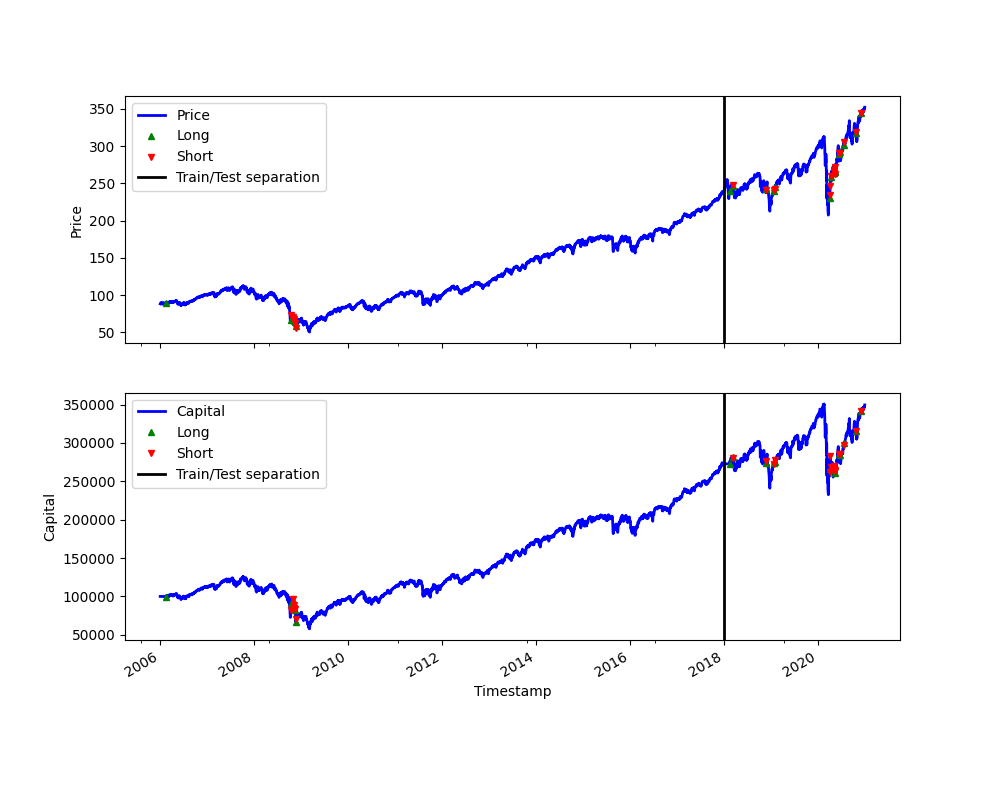 350
300
250
200
150
100
50
Price
Price
Long
Short
Train/Test separation
350000
300000
250000
200000
150000
100000
50000
Capital
Capital
Long
Short
Train/Test separation
2006 2008 2010 2012 2014 2016 2018 2020
Timestamp